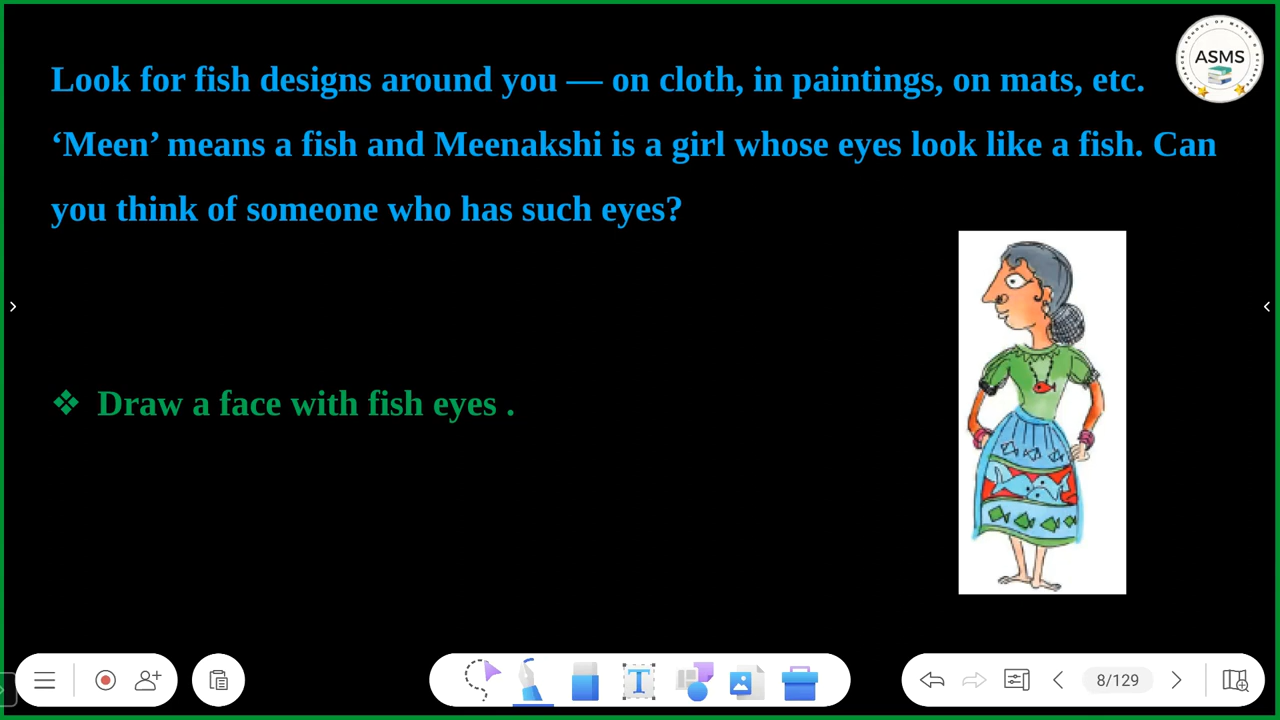 ASMS
Look for fish designs around you — on cloth, in paintings, on mats, etc.
‘Meen’ means a fish and Meenakshi is a girl whose eyes look like a fish. Can
you think of someone who has such eyes?
❖ Draw a face with fish eyes .
8/129